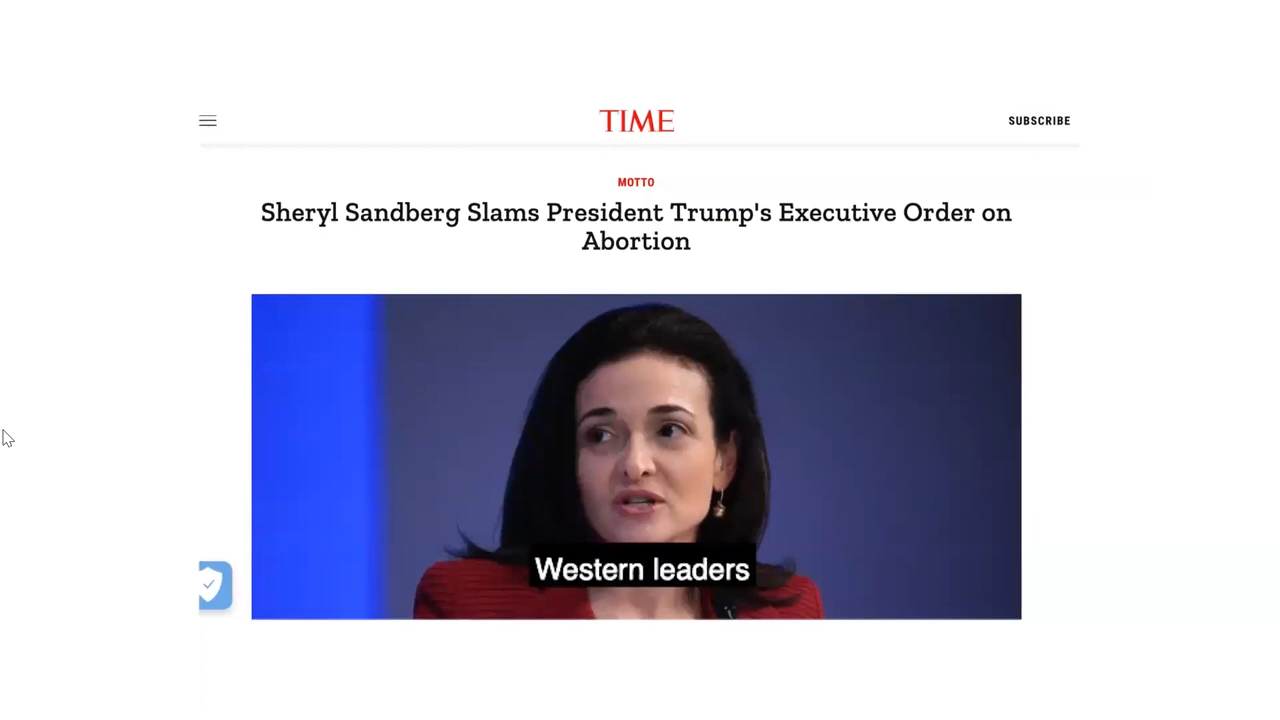 TIME
SUBSCRIBE
MOTTO
Sheryl Sandberg Slams President Trump's Executive Order on
Abortion
Western leaders